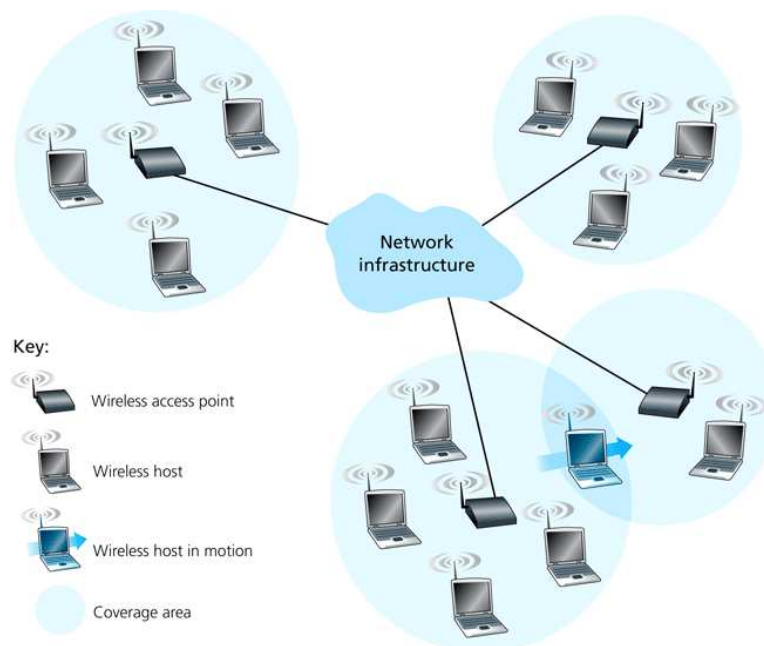 Network
infrastructure
Key:
Wireless access point
Wireless host
Wireless host in motion
Coverage area